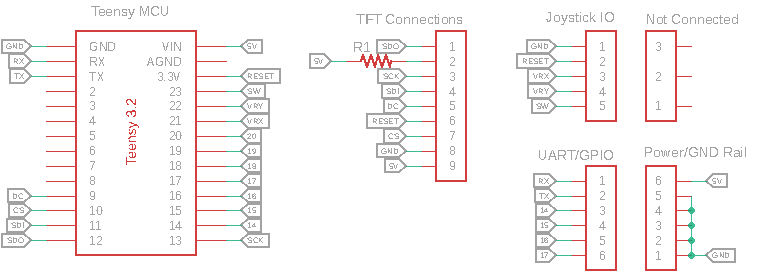 Teensy MCU
GND GND VIN 5V
RX RX AGND
TX TX 3.3V RESET
2 23 SW
3 22 VRY
4 21 VRX
5 20 20
6 19 19
7 18 18
8 17 17
DC 9 16 16
CS 10 15 15
SDI 11 14 14
SDO 12 13 SCK
Teensy 3.2
TFT Connections
SDO 1
5V R1 2
SCK 3
SDI 4
DC 5
RESET 6
CS 7
GND 8
5V 9
Joystick IO
GND 1
RESET 2
VRX 3
VRY 4
SW 5
Not Connected
3
2
1
UART/GPIO
RX 1
TX 2
14 3
15 4
16 5
17 6
Power/GND Rail
6 5V
5
4
3
2
1 GND